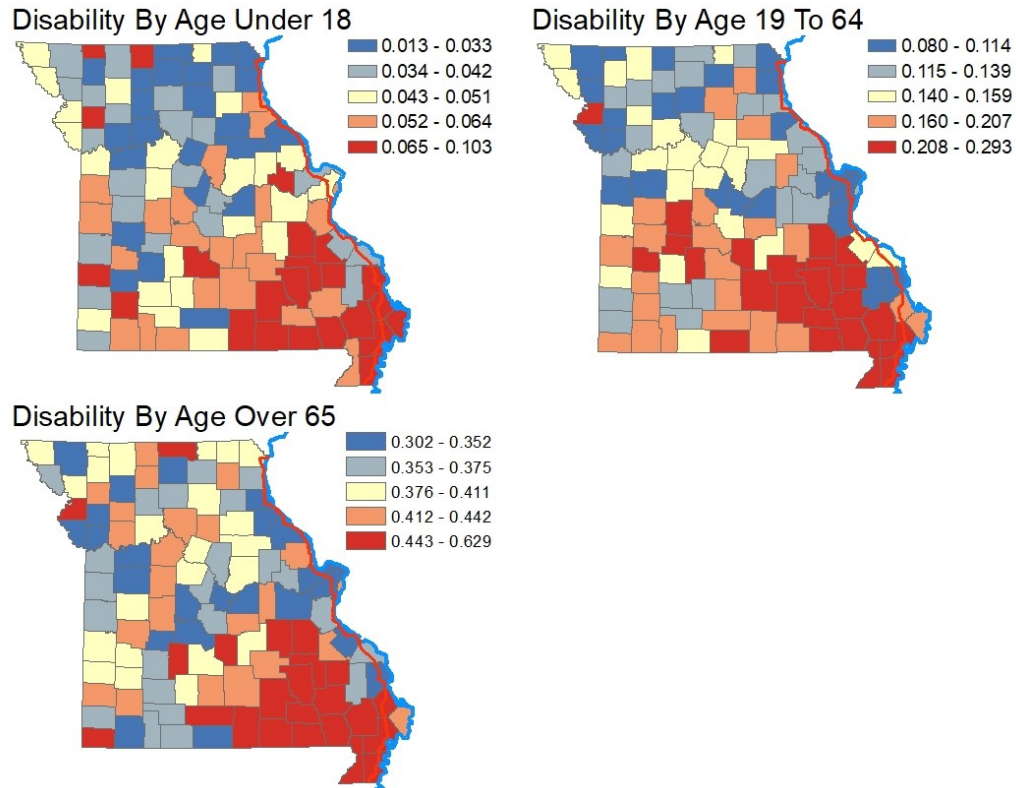 Disability By Age Under 18
0.013 - 0.033
0.034 - 0.042
0.043 - 0.051
0.052 - 0.064
0.065 - 0.103
Disability By Age 19 To 64
0.080 - 0.114
0.115 - 0.139
0.140 - 0.159
0.160 - 0.207
0.208 - 0.293
Disability By Age Over 65
0.302 - 0.352
0.353 - 0.375
0.376 - 0.411
0.412 - 0.442
0.443 - 0.629